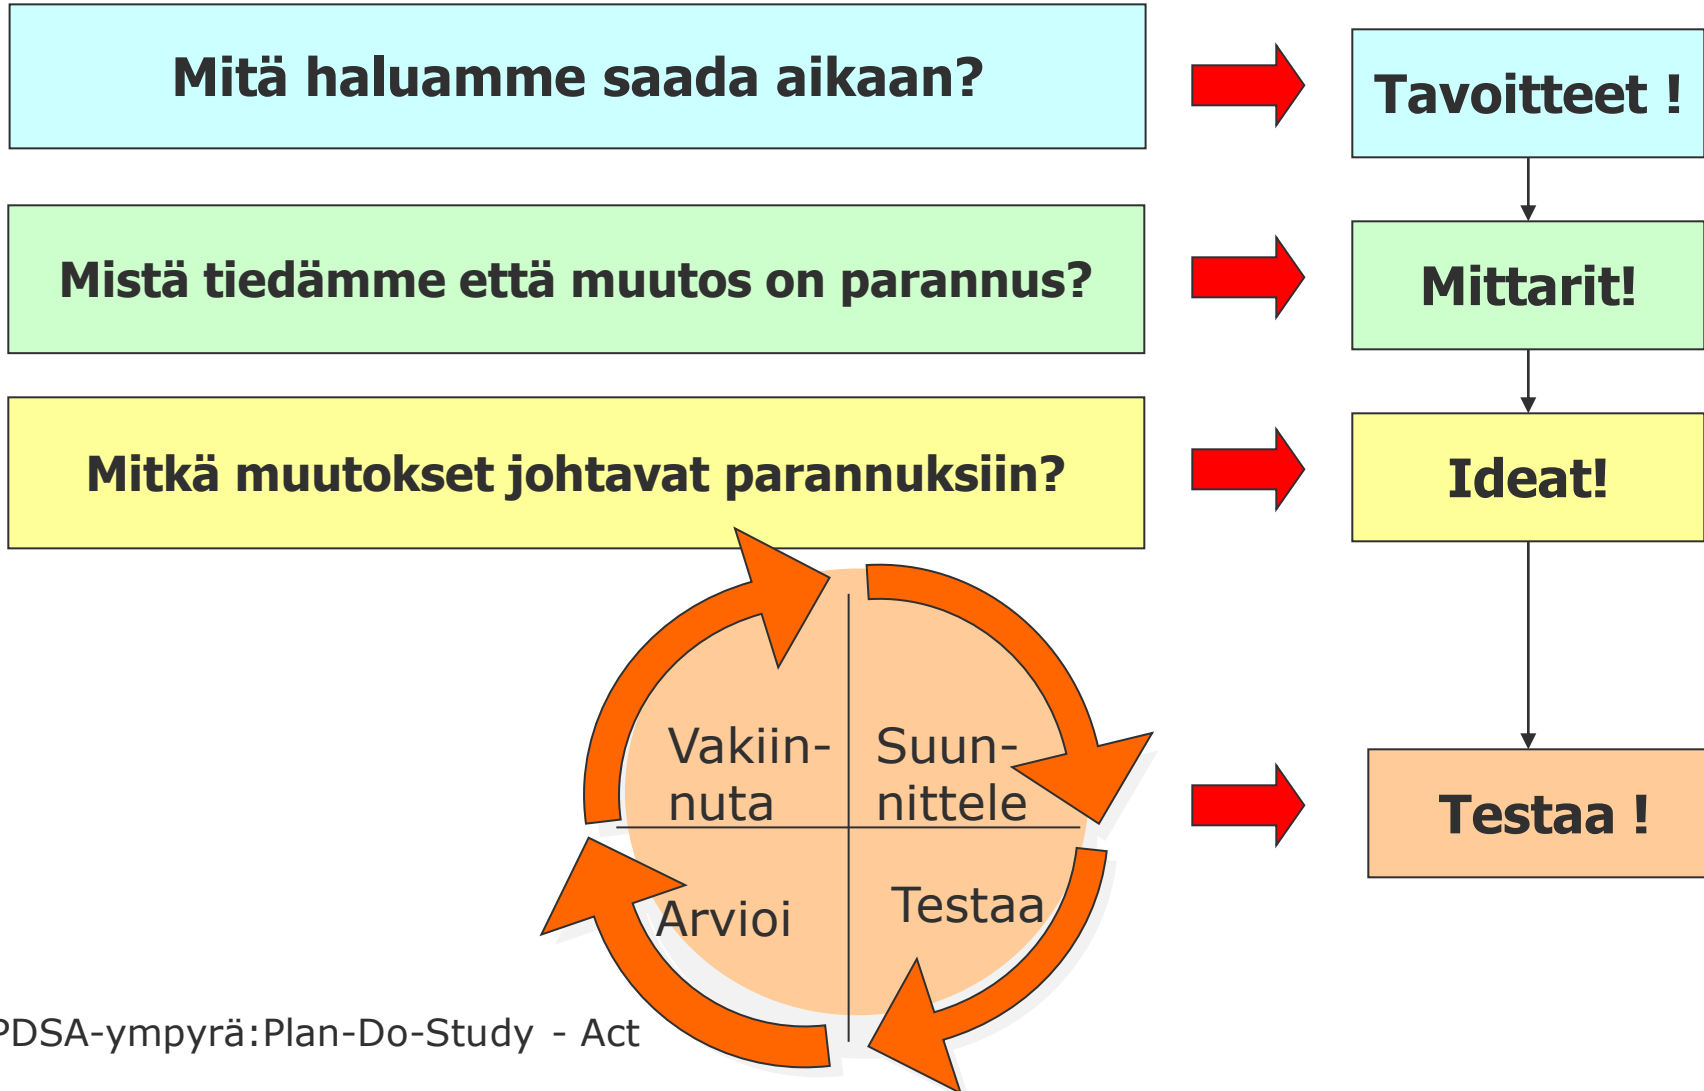 Mitä haluamme saada aikaan?
Tavoitteet !
Mistä tiedämme että muutos on parannus?
Mittarit!
Mitkä muutokset johtavat parannuksiin?
Ideat!
Vakiin-
nuta
Suun-
nittele
Testaa !
Arvioi
Testaa
PDSA-ympyrä:Plan-Do-Study - Act